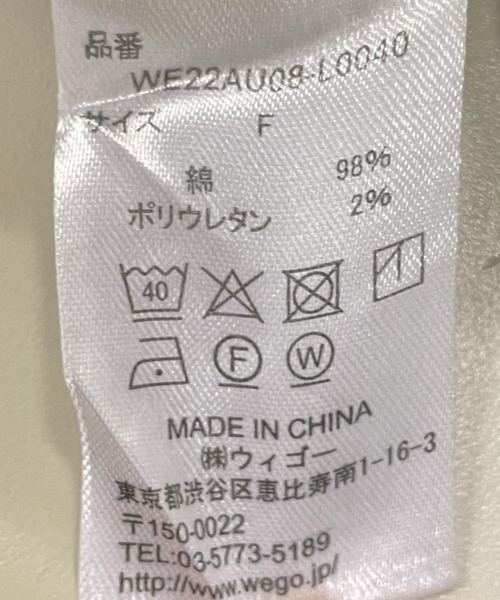 品番
WE22AU08-L0040
サイズ F
綿 98%
ポリウレタン 2%
40
F W
MADE IN CHINA
㈱ウィゴー
東京都渋谷区恵比寿南1-16-3
〒150-0022
TEL:03-5773-5189
http://www.wego.jp/